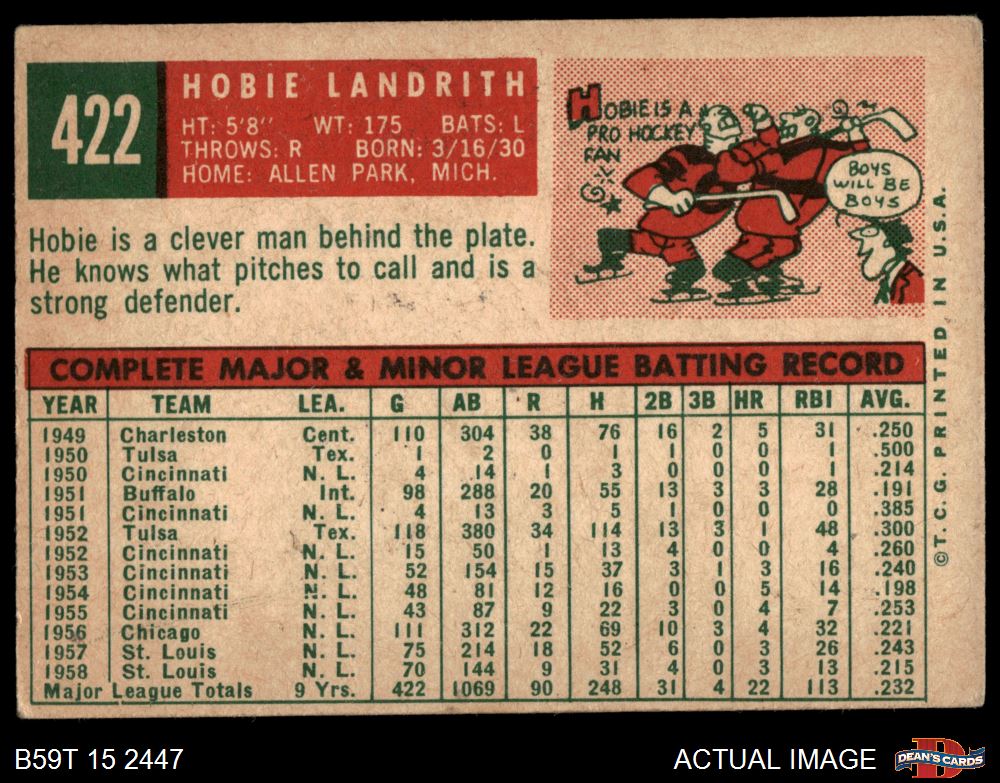 422
HOBIE LANDRITH
HT: 5'8" WT: 175 BATS: L
THROWS: R BORN: 3/16/30
HOME: ALLEN PARK, MICH.
Hobie is a clever man behind the plate.
He knows what pitches to call and is a
strong defender.
HOBIE IS A
PRO HOCKEY
FAN
BOYS
WILL BE
BOYS
COMPLETE MAJOR & MINOR LEAGUE BATTING RECORD
YEAR TEAM LEA. G AB R H 2B 3B HR RBI AVG.
1949 Charleston Cent. 110 304 38 76 16 2 5 31 .250
1950 Tulsa Tex. 1 2 0 1 1 0 0 1 .500
1950 Cincinnati N. L. 4 14 1 3 0 0 0 1 .214
1951 Buffalo Int. 98 288 20 55 13 3 3 28 .191
1951 Cincinnati N. L. 4 13 3 5 1 0 0 0 .385
1952 Tulsa Tex. 118 380 34 114 13 3 1 48 .300
1952 Cincinnati N. L. 15 50 1 13 4 0 0 4 .260
1953 Cincinnati N. L. 52 154 15 37 3 1 3 16 .240
1954 Cincinnati N. L. 48 81 12 16 0 0 5 14 .198
1955 Cincinnati N. L. 43 87 9 22 3 0 4 7 .253
1956 Chicago N. L. 111 312 22 69 10 3 4 32 .221
1957 St. Louis N. L. 75 214 18 52 6 0 3 26 .243
1958 St. Louis N. L. 70 144 9 31 4 0 3 13 .215
Major League Totals 9 Yrs. 422 1069 90 248 31 4 22 113 .232
©T.C.G. PRINTED IN U.S.A.
B59T 15 2447
ACTUAL IMAGE
D
DEAN'S CARDS